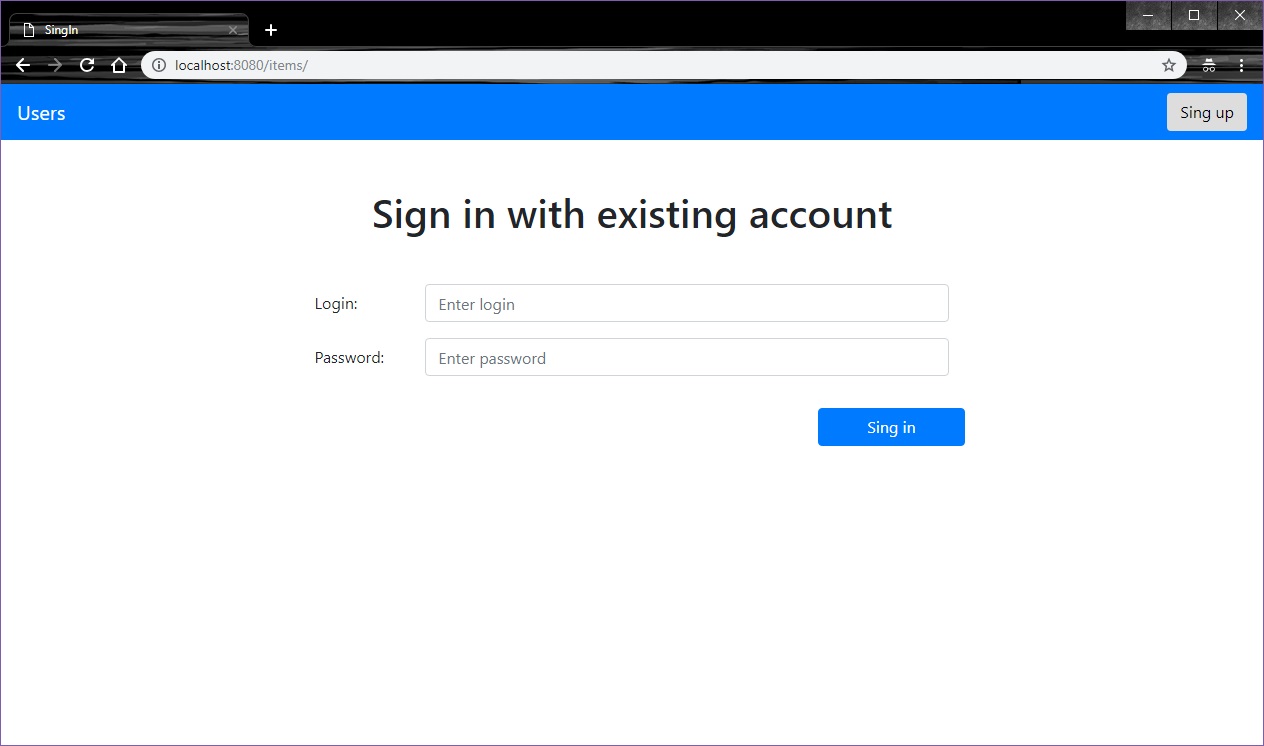 SingIn
localhost:8080/items/
Users
Sing up
Sign in with existing account
Login:
Enter login
Password:
Enter password
Sing in